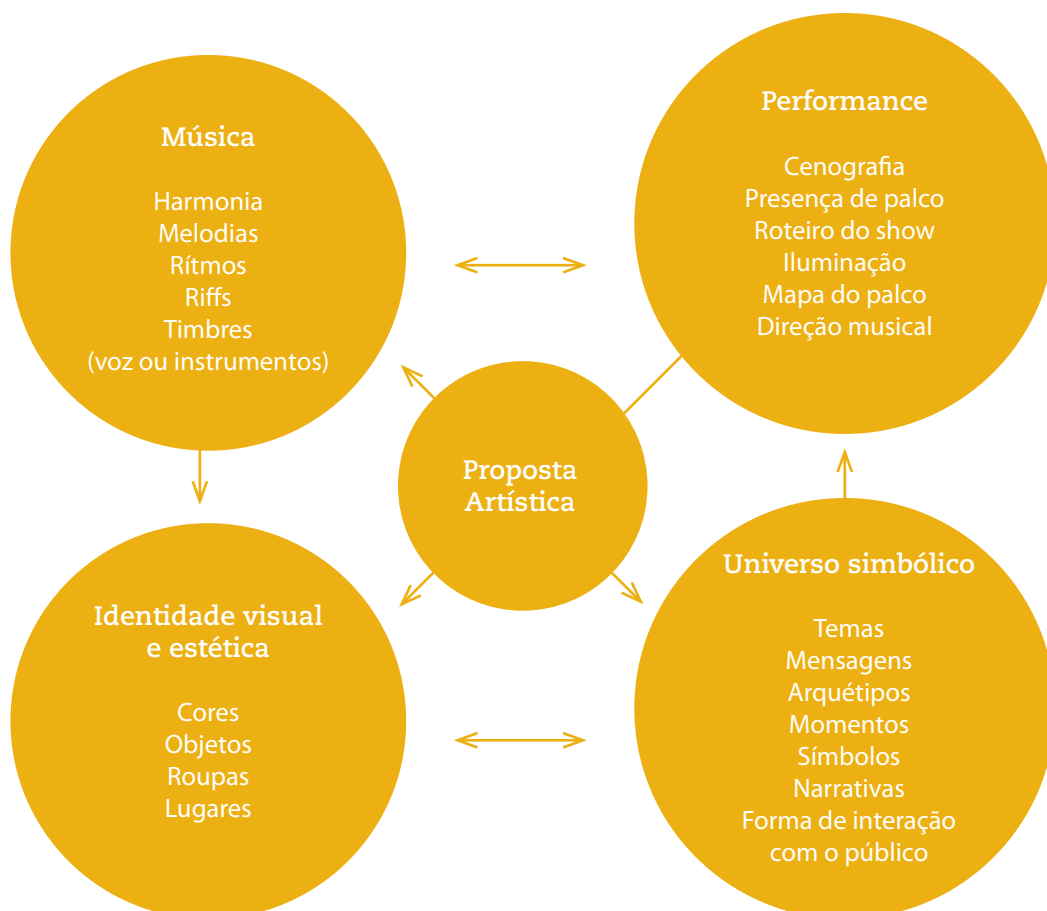 Música
Harmonia
Melodias
Rítmos
Riffs
Timbres
(voz ou instrumentos)
Performance
Cenografia
Presença de palco
Roteiro do show
Iluminação
Mapa do palco
Direção musical
Proposta
Artística
Identidade visual
e estética
Cores
Objetos
Roupas
Lugares
Universo simbólico
Temas
Mensagens
Arquétipos
Momentos
Símbolos
Narrativas
Forma de interação
com o público